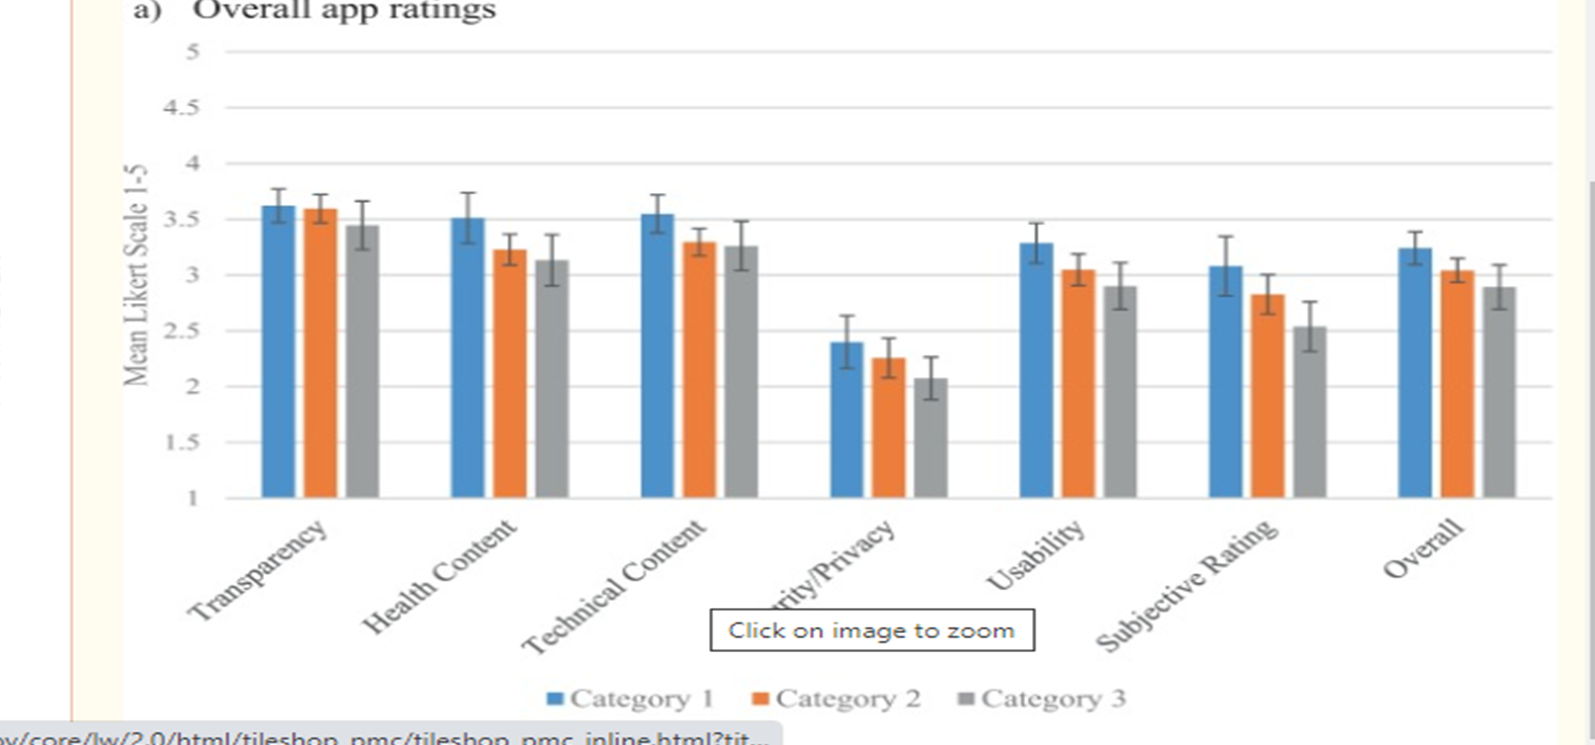 a) Overall app ratings
5
4.5
4
3.5
3
2.5
2
1.5
1
Mean Likert Scale 1-5
Transparency
Health Content
Technical Content
rity/Privacy
Usability
Subjective Rating
Overall
Click on image to zoom
Category 1 Category 2 Category 3
ov/core/lw/2.0/html/tileshop_pmc/tileshop_pmc_inline.html?tit...